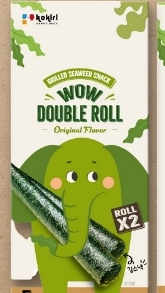 kokiri
GRILLED SEAWEED SNACK
WOW
DOUBLE ROLL
Original Flavor
ROLL
X2